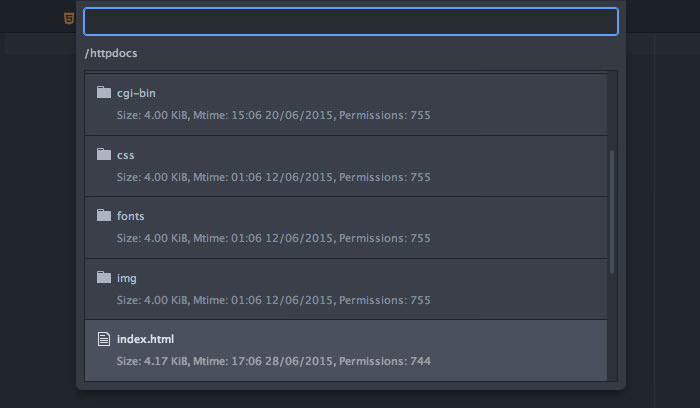 /httpdocs
cgi-bin
Size: 4.00 KiB, Mtime: 15:06 20/06/2015, Permissions: 755
css
Size: 4.00 KiB, Mtime: 01:06 12/06/2015, Permissions: 755
fonts
Size: 4.00 KiB, Mtime: 01:06 12/06/2015, Permissions: 755
img
Size: 4.00 KiB, Mtime: 01:06 12/06/2015, Permissions: 755
index.html
Size: 4.17 KiB, Mtime: 17:06 28/06/2015, Permissions: 744